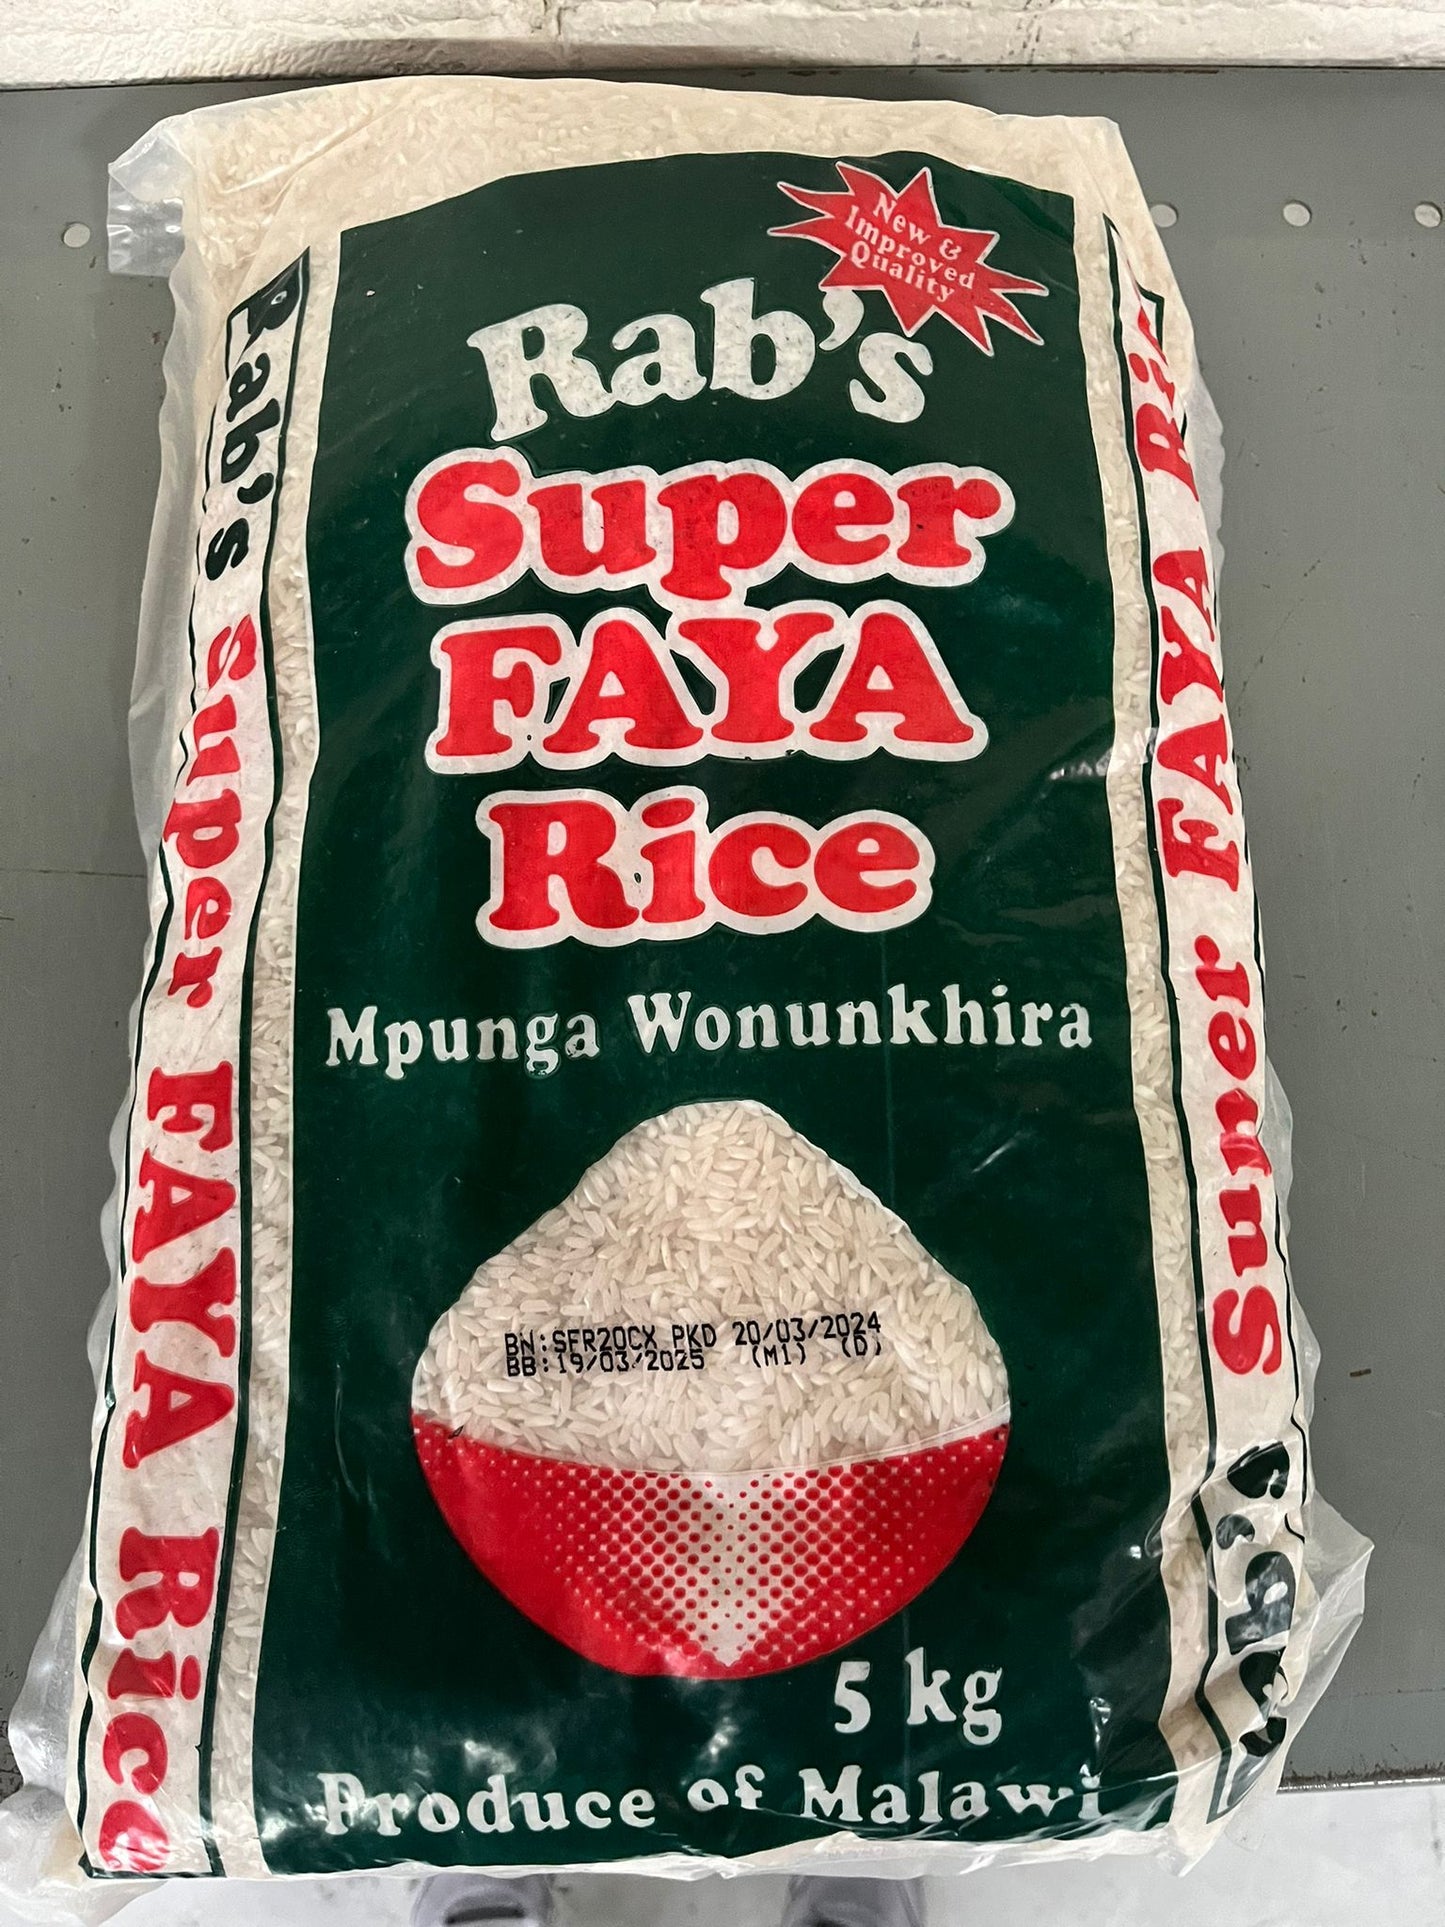 New &
Improved
Quality
Rab's
Super
FAYA
Rice
Mpunga Wonunkhira
BN:SFR20CX PKD 20/03/2024
BB:19/03/2025 (M1) (D)
5 kg
Produce of Malawi
Rab's Super FAYA Rice
Rab's Super FAYA